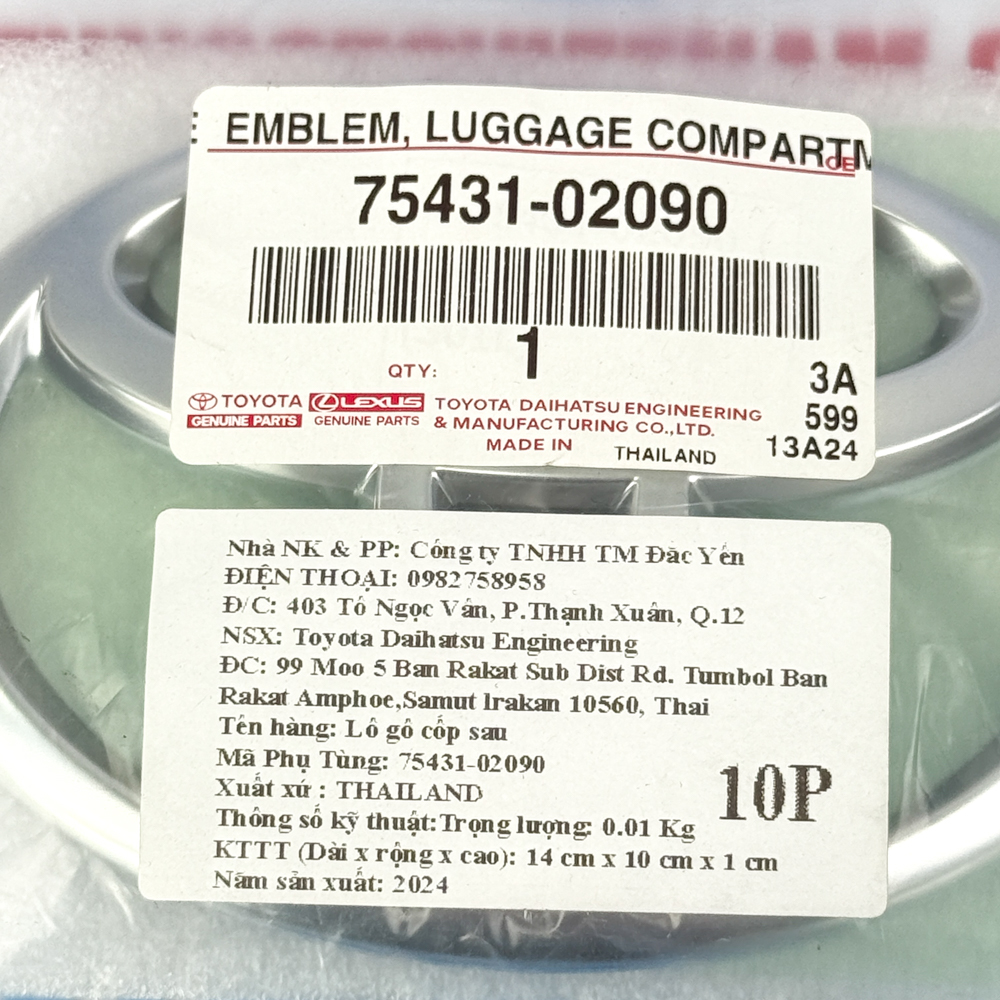 EMBLEM, LUGGAGE COMPARTM
75431-02090
QTY: 1
3A
599
13A24
TOYOTA
GENUINE PARTS
LEXUS
GENUINE PARTS
TOYOTA DAIHATSU ENGINEERING
& MANUFACTURING CO.,LTD.
MADE IN THAILAND
Nhà NK & PP: Công ty TNHH TM Đắc Yến
ĐIỆN THOẠI: 0982758958
Đ/C: 403 Tô Ngọc Vân, P.Thạnh Xuân, Q.12
NSX: Toyota Daihatsu Engineering
ĐC: 99 Moo 5 Ban Rakat Sub Dist Rd. Tumbol Ban
Rakat Amphoe,Samut lrakan 10560, Thai
Tên hàng: Lô gô cốp sau
Mã Phụ Tùng: 75431-02090
Xuất xứ : THAILAND
Thông số kỹ thuật:Trọng lượng: 0.01 Kg
KTTT (Dài x rộng x cao): 14 cm x 10 cm x 1 cm
Năm sản xuất: 2024
10P